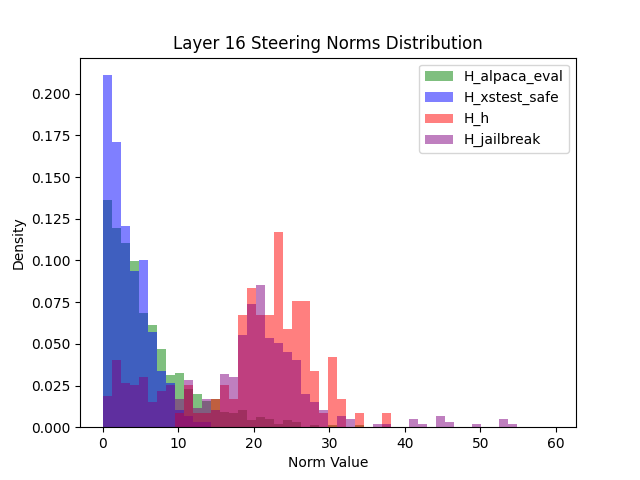 Layer 16 Steering Norms Distribution
H_alpaca_eval
H_xstest_safe
H_h
H_jailbreak
Density
0.200
0.175
0.150
0.125
0.100
0.075
0.050
0.025
0.000
0 10 20 30 40 50 60
Norm Value